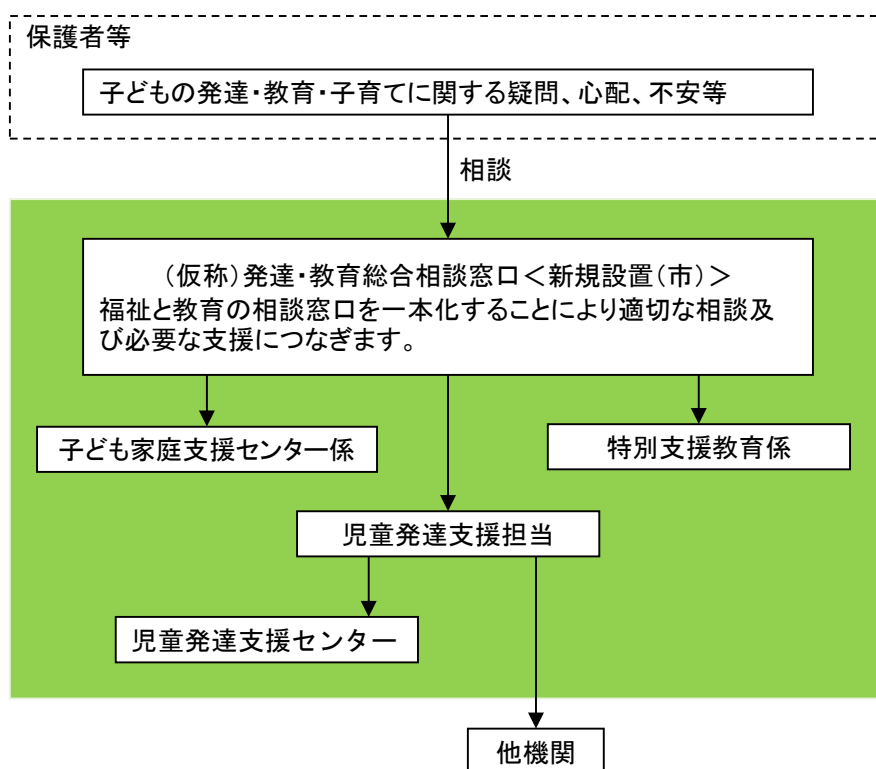 保護者等
子どもの発達・教育・子育てに関する疑問、心配、不安等
相談
（仮称）発達・教育総合相談窓口＜新規設置（市）＞
福祉と教育の相談窓口を一本化することにより適切な相談及
び必要な支援につなぎます。
子ども家庭支援センター係
特別支援教育係
児童発達支援担当
児童発達支援センター
他機関